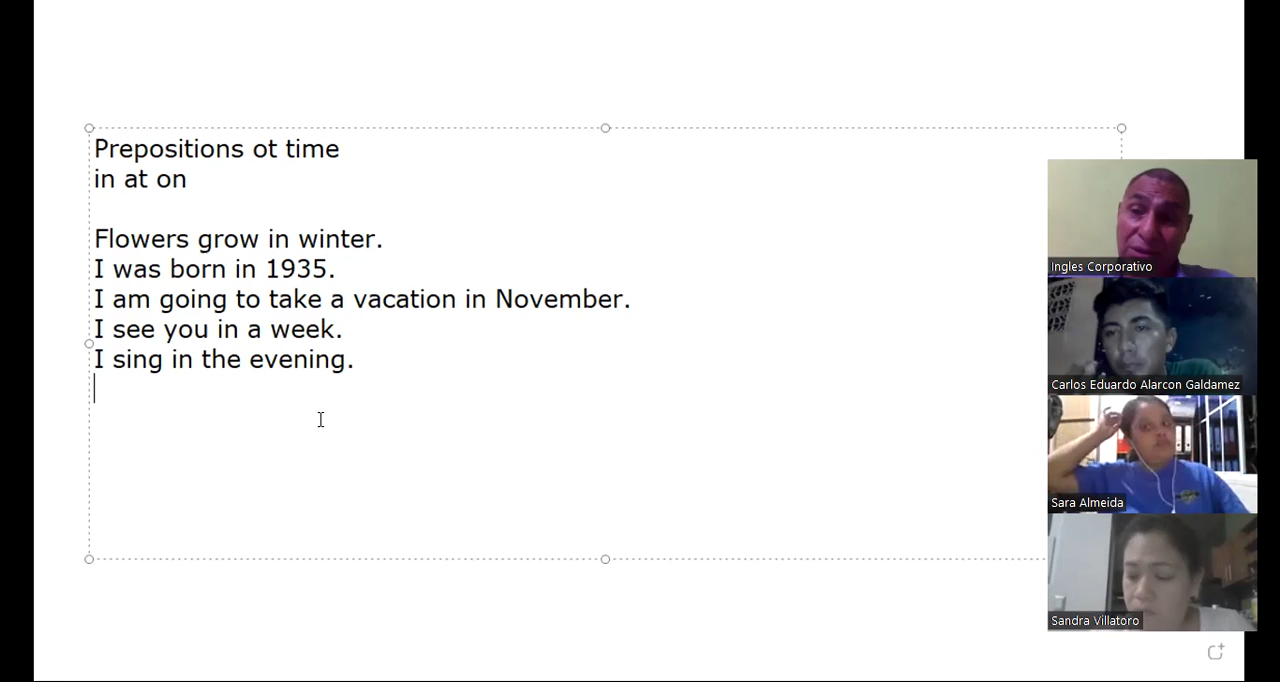 Prepositions ot time
in at on
Flowers grow in winter.
I was born in 1935.
I am going to take a vacation in November.
I see you in a week.
I sing in the evening.
Ingles Corporativo
Carlos Eduardo Alarcon Galdamez
Sara Almeida
Sandra Villatoro